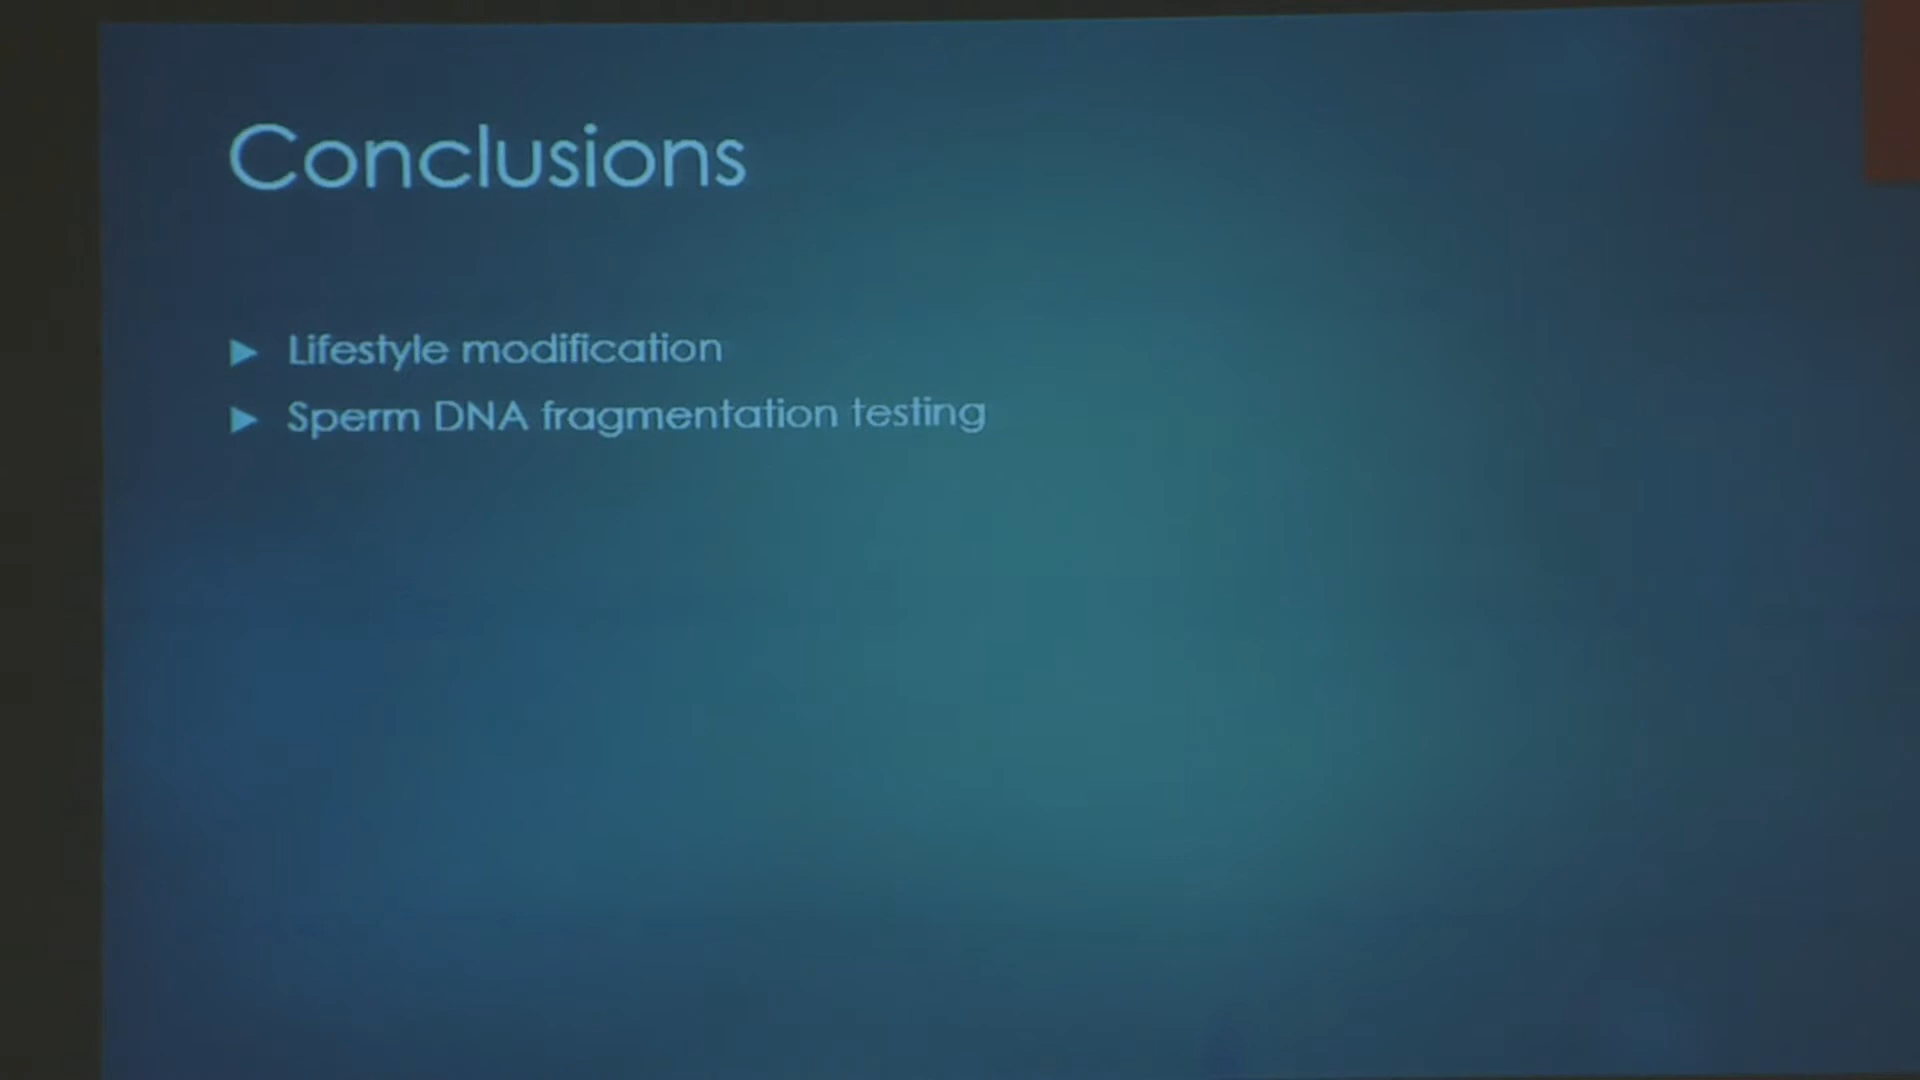 Conclusions
Lifestyle modification
Sperm DNA fragmentation testing